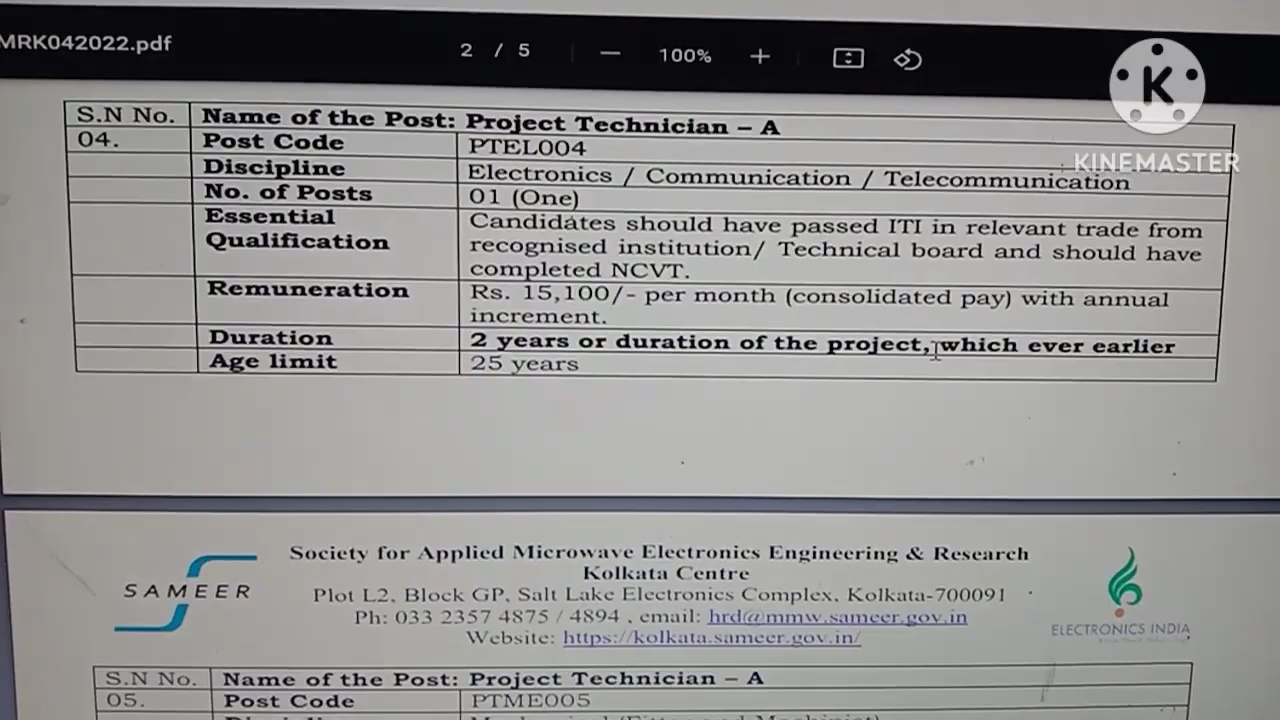 MRK042022.pdf
2 / 5
100%
K
KINEMASTER
S.N No. Name of the Post: Project Technician – A
04. Post Code PTEL004
Discipline Electronics / Communication / Telecommunication
No. of Posts 01 (One)
Essential Qualification Candidates should have passed ITI in relevant trade from
recognised institution/ Technical board and should have
completed NCVT.
Remuneration Rs. 15,100/- per month (consolidated pay) with annual
increment.
Duration 2 years or duration of the project, which ever earlier
Age limit 25 years
SAMEER
Society for Applied Microwave Electronics Engineering & Research
Kolkata Centre
Plot L2, Block GP, Salt Lake Electronics Complex, Kolkata-700091
Ph: 033 2357 4875 / 4894 , email: hrd@mmw.sameer.gov.in
Website: https://kolkata.sameer.gov.in/
ELECTRONICS INDIA
S.N No. Name of the Post: Project Technician – A
05. Post Code PTME005